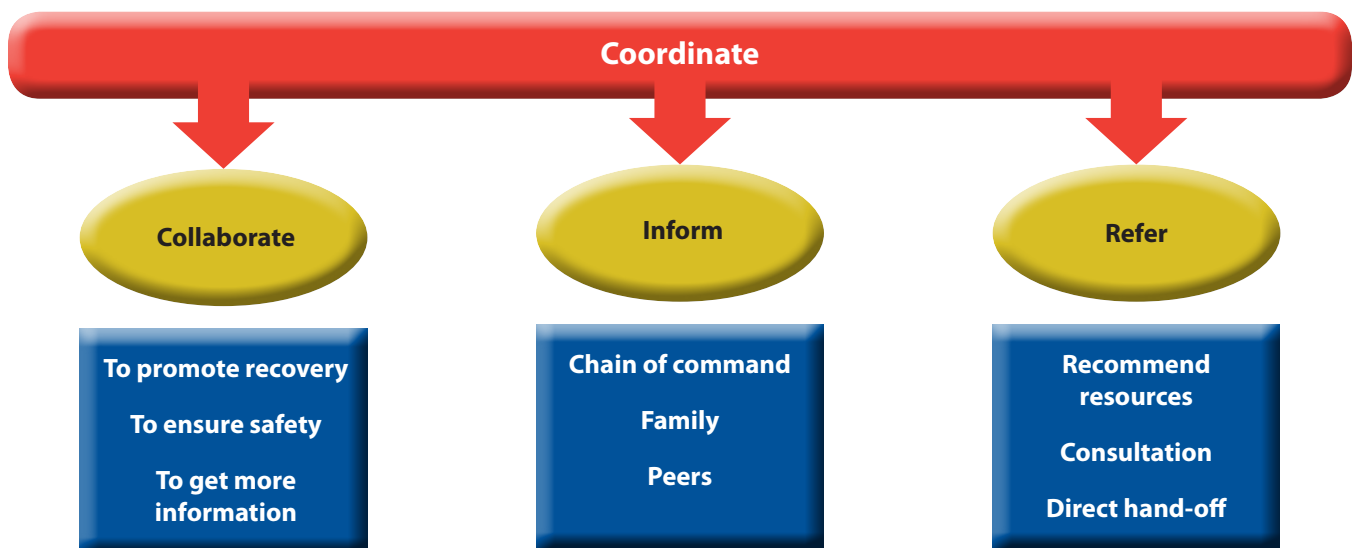 Coordinate
Collaborate
Inform
Refer
To promote recovery
To ensure safety
To get more
information
Chain of command
Family
Peers
Recommend
resources
Consultation
Direct hand-off